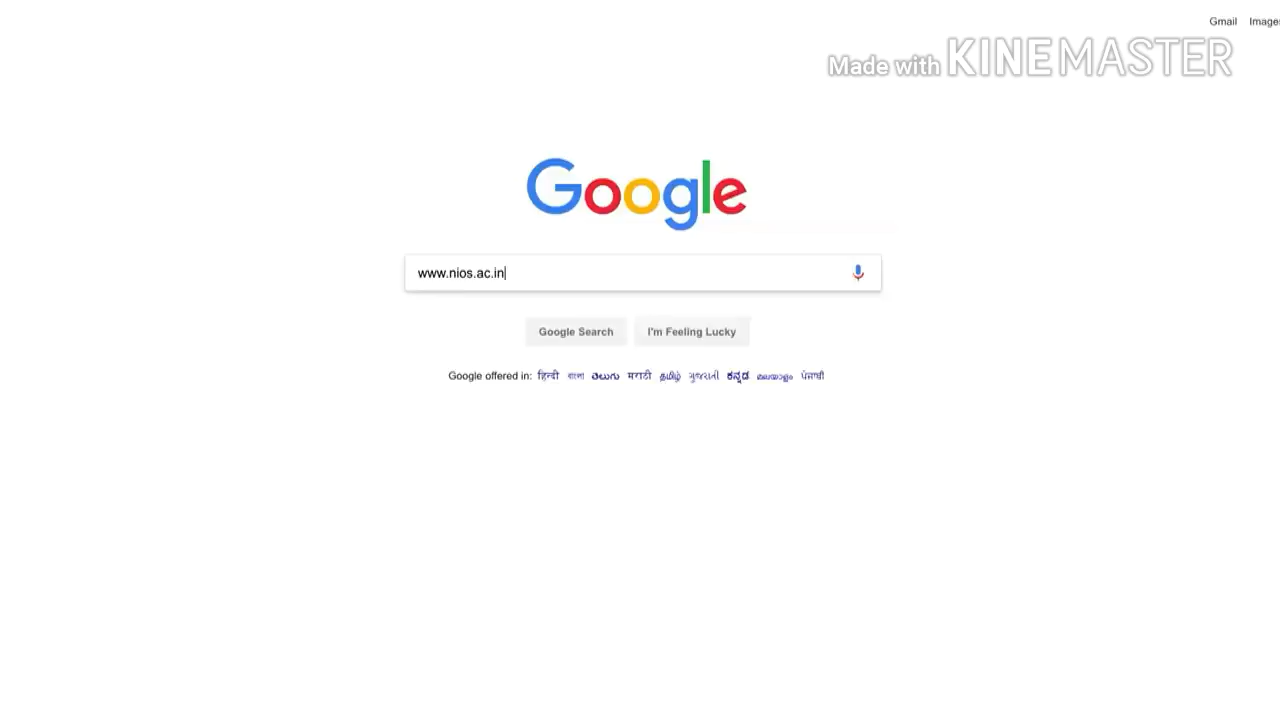 Gmail Images
Made with KINEMASTER
Google
www.nios.ac.in
Google Search I'm Feeling Lucky
Google offered in: हिन्दी বাংলা తెలుగు मराठी தமிழ் ગુજરાતી ಕನ್ನಡ മലയാളം ਪੰਜਾਬੀ